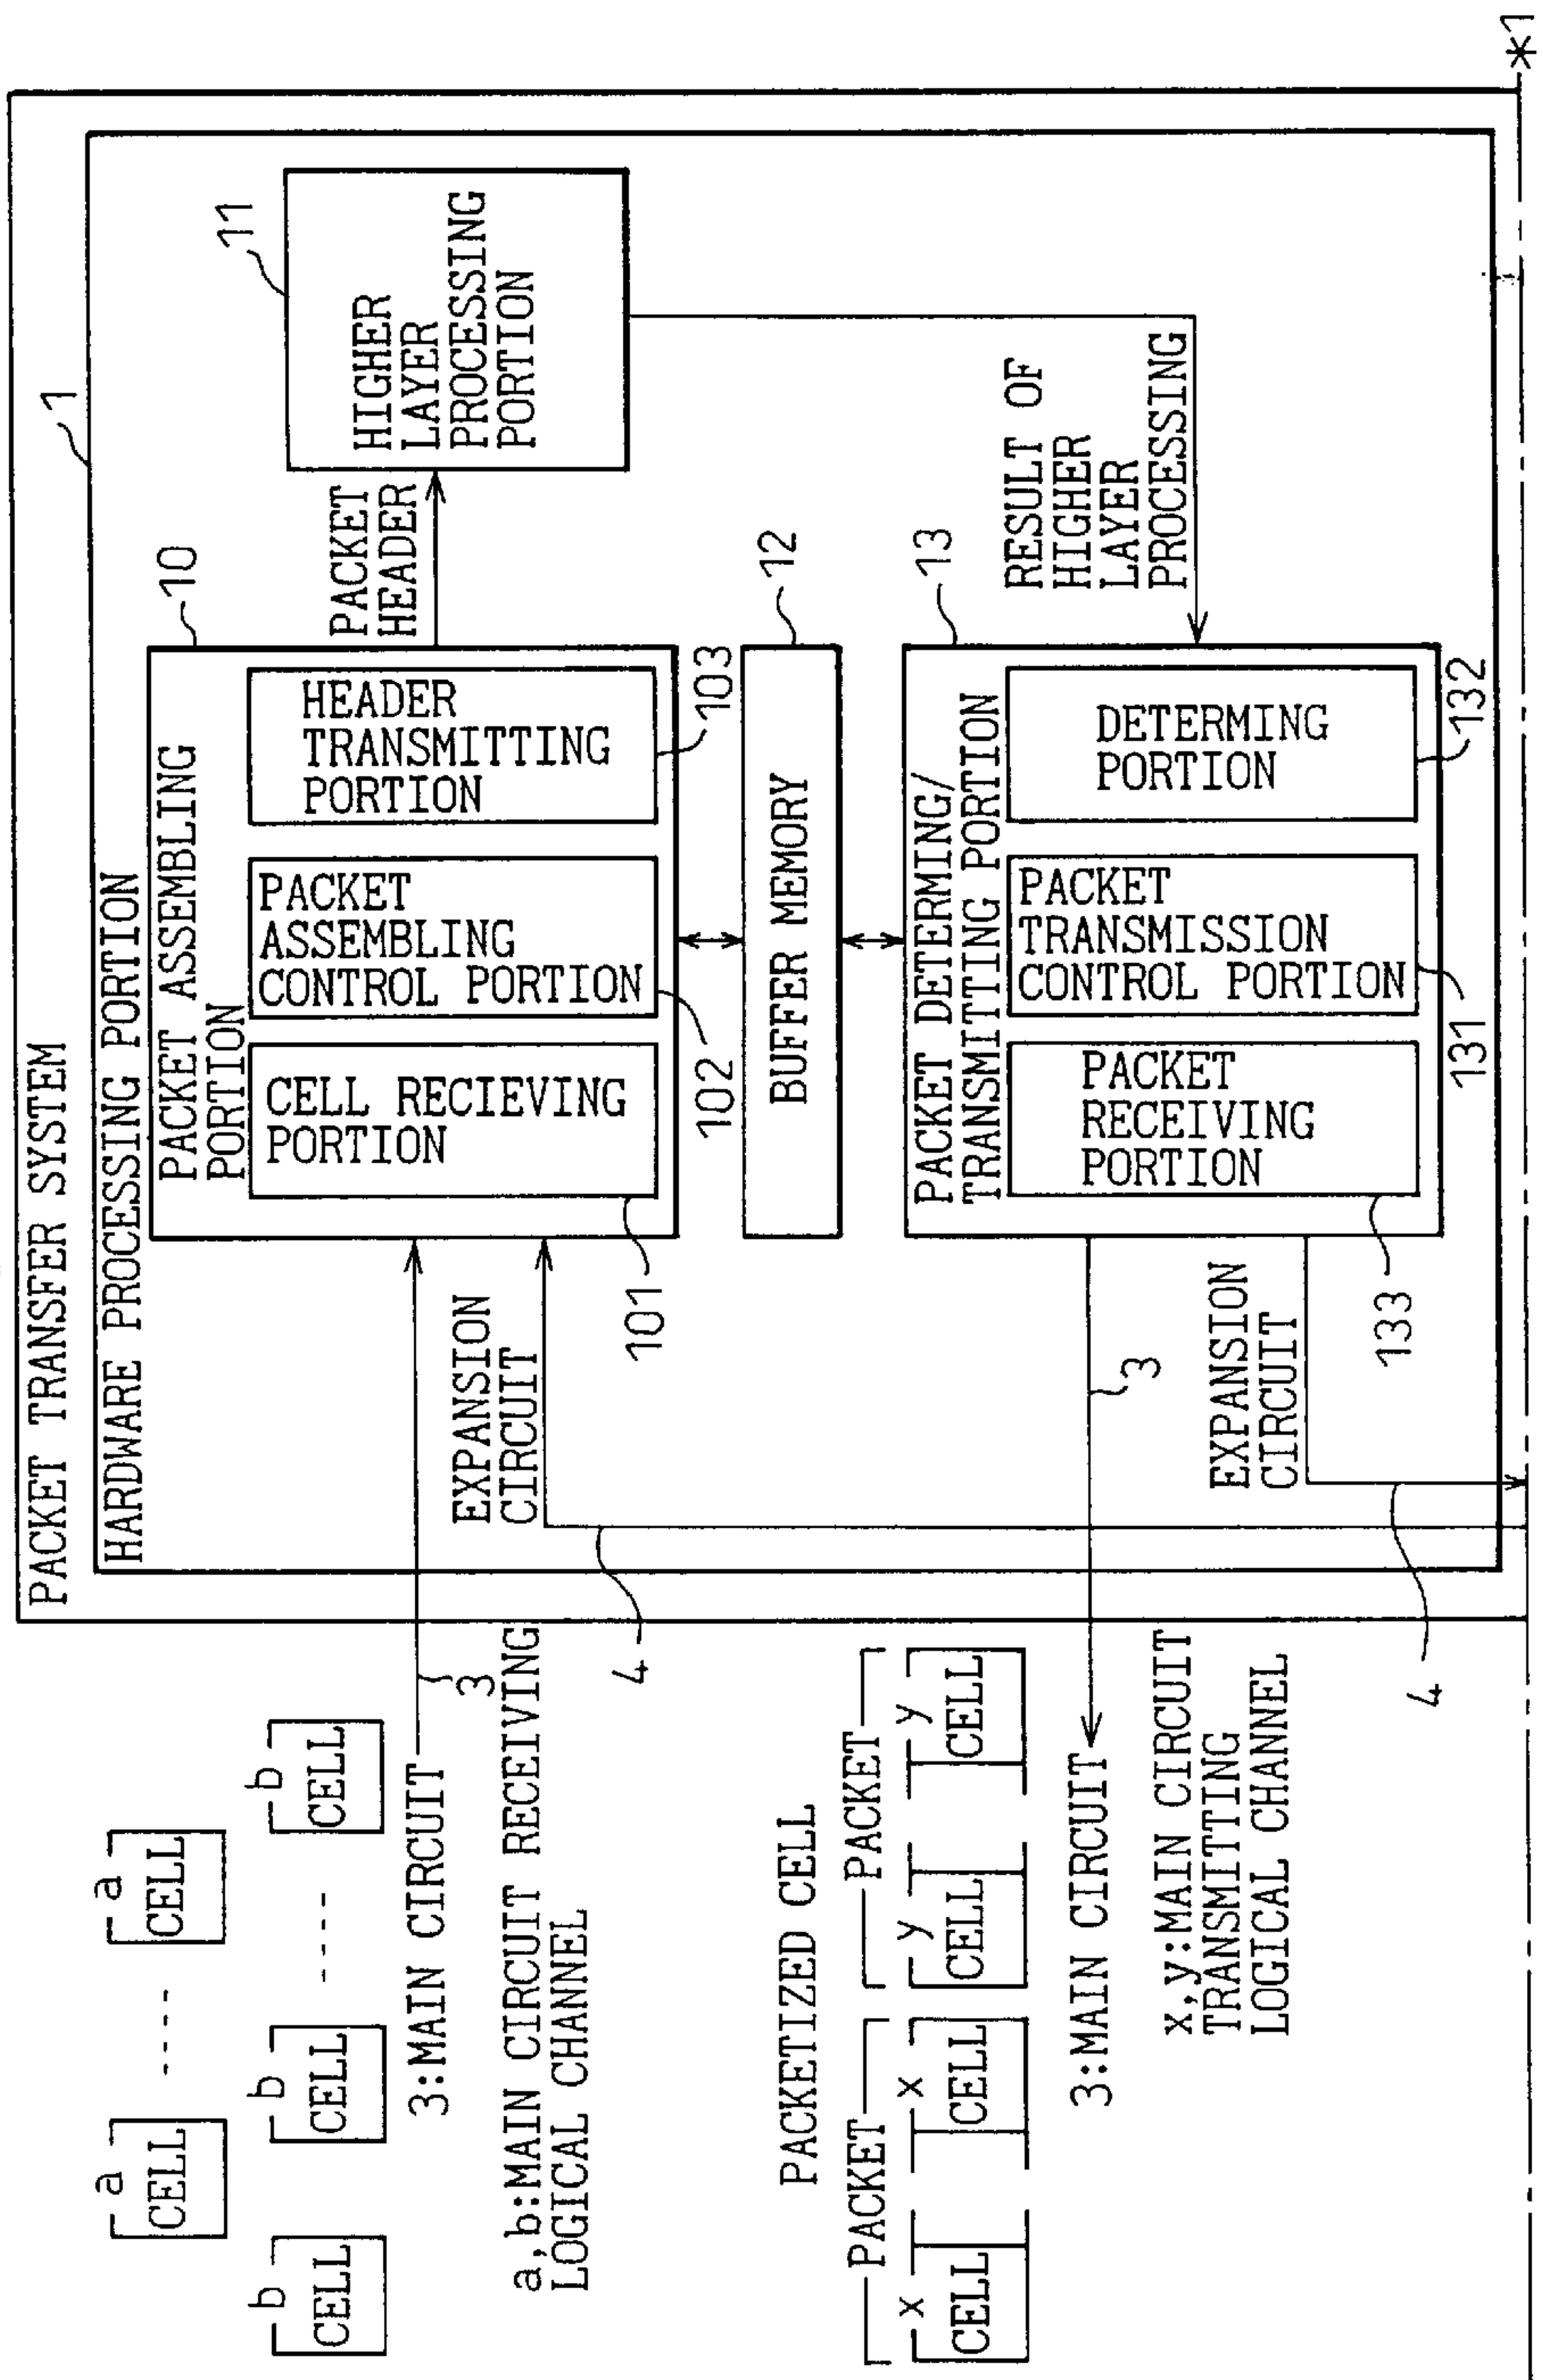 PACKET TRANSFER SYSTEM
1
HARDWARE PROCESSING PORTION
10
PACKET ASSEMBLING
PORTION
CELL RECIEVING
PORTION
101
PACKET
ASSEMBLING
CONTROL PORTION
102
HEADER
TRANSMITTING
PORTION
103
PACKET
HEADER
11
HIGHER
LAYER
PROCESSING
PORTION
BUFFER MEMORY
12
RESULT OF
HIGHER
LAYER
PROCESSING
13
PACKET DETERMING/
TRANSMITTING PORTION
PACKET
RECEIVING
PORTION
133
PACKET
TRANSMISSION
CONTROL PORTION
131
DETERMING
PORTION
132
EXPANSION
CIRCUIT
4
3
EXPANSION
CIRCUIT
4
3
a
CELL
a
CELL
b
CELL
b
CELL
b
CELL
3:MAIN CIRCUIT
a,b:MAIN CIRCUIT RECEIVING
LOGICAL CHANNEL
PACKETIZED CELL
PACKET
PACKET
x
CELL
x
CELL
y
CELL
y
CELL
3:MAIN CIRCUIT
x,y:MAIN CIRCUIT
TRANSMITTING
LOGICAL CHANNEL
*1